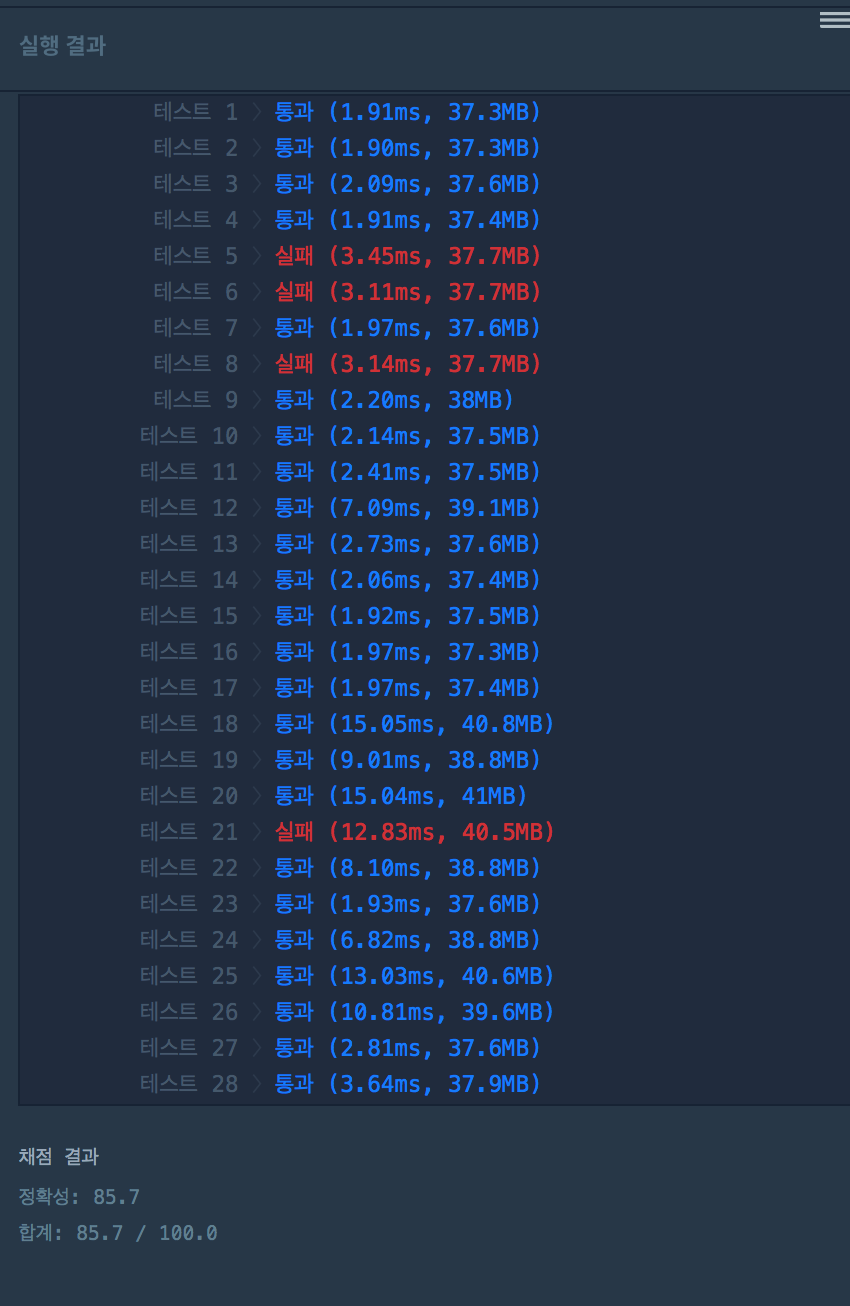 실행 결과
테스트 1 〉 통과 (1.91ms, 37.3MB)
테스트 2 〉 통과 (1.90ms, 37.3MB)
테스트 3 〉 통과 (2.09ms, 37.6MB)
테스트 4 〉 통과 (1.91ms, 37.4MB)
테스트 5 〉 실패 (3.45ms, 37.7MB)
테스트 6 〉 실패 (3.11ms, 37.7MB)
테스트 7 〉 통과 (1.97ms, 37.6MB)
테스트 8 〉 실패 (3.14ms, 37.7MB)
테스트 9 〉 통과 (2.20ms, 38MB)
테스트 10 〉 통과 (2.14ms, 37.5MB)
테스트 11 〉 통과 (2.41ms, 37.5MB)
테스트 12 〉 통과 (7.09ms, 39.1MB)
테스트 13 〉 통과 (2.73ms, 37.6MB)
테스트 14 〉 통과 (2.06ms, 37.4MB)
테스트 15 〉 통과 (1.92ms, 37.5MB)
테스트 16 〉 통과 (1.97ms, 37.3MB)
테스트 17 〉 통과 (1.97ms, 37.4MB)
테스트 18 〉 통과 (15.05ms, 40.8MB)
테스트 19 〉 통과 (9.01ms, 38.8MB)
테스트 20 〉 통과 (15.04ms, 41MB)
테스트 21 〉 실패 (12.83ms, 40.5MB)
테스트 22 〉 통과 (8.10ms, 38.8MB)
테스트 23 〉 통과 (1.93ms, 37.6MB)
테스트 24 〉 통과 (6.82ms, 38.8MB)
테스트 25 〉 통과 (13.03ms, 40.6MB)
테스트 26 〉 통과 (10.81ms, 39.6MB)
테스트 27 〉 통과 (2.81ms, 37.6MB)
테스트 28 〉 통과 (3.64ms, 37.9MB)
채점 결과
정확성: 85.7
합계: 85.7 / 100.0